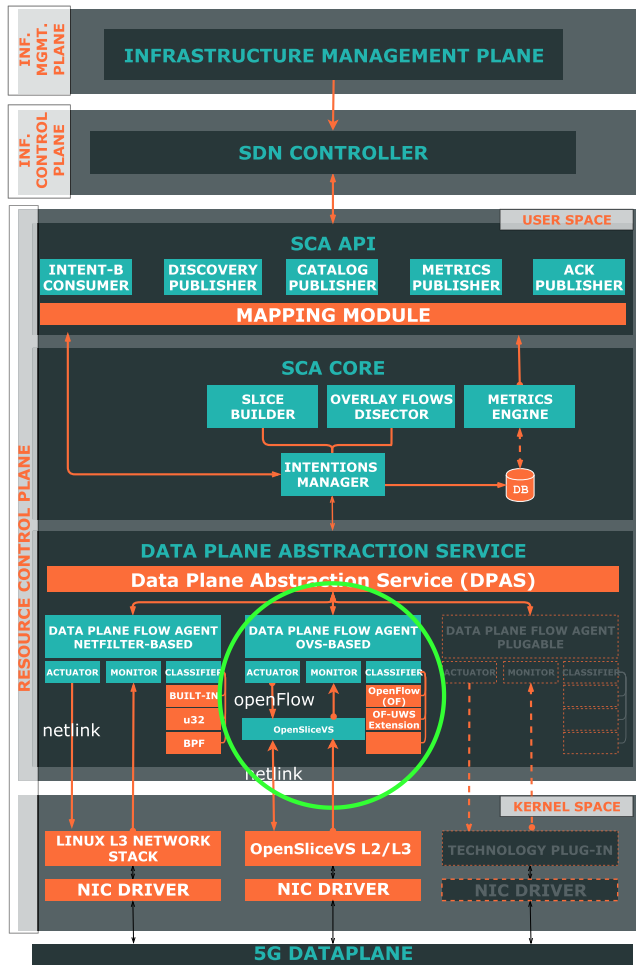 INF.
MGMT.
PLANE
INFRASTRUCTURE MANAGEMENT PLANE
INF.
CONTROL
PLANE
SDN CONTROLLER
RESOURCE CONTROL PLANE
USER SPACE
SCA API
INTENT-B
CONSUMER
DISCOVERY
PUBLISHER
CATALOG
PUBLISHER
METRICS
PUBLISHER
ACK
PUBLISHER
MAPPING MODULE
SCA CORE
SLICE
BUILDER
OVERLAY FLOWS
DISECTOR
METRICS
ENGINE
INTENTIONS
MANAGER
DB
DATA PLANE ABSTRACTION SERVICE
Data Plane Abstraction Service (DPAS)
DATA PLANE FLOW AGENT
NETFILTER-BASED
ACTUATOR
MONITOR
CLASSIFIER
BUILT-IN
u32
BPF
netlink
DATA PLANE FLOW AGENT
OVS-BASED
ACTUATOR
MONITOR
CLASSIFIER
openFlow
OpenFlow
(OF)
OF-UWS
Extension
OpenSliceVS
netlink
DATA PLANE FLOW AGENT
PLUGABLE
ACTUATOR
MONITOR
CLASSIFIER
KERNEL SPACE
LINUX L3 NETWORK
STACK
NIC DRIVER
OpenSliceVS L2/L3
NIC DRIVER
TECHNOLOGY PLUG-IN
NIC DRIVER
5G DATAPLANE